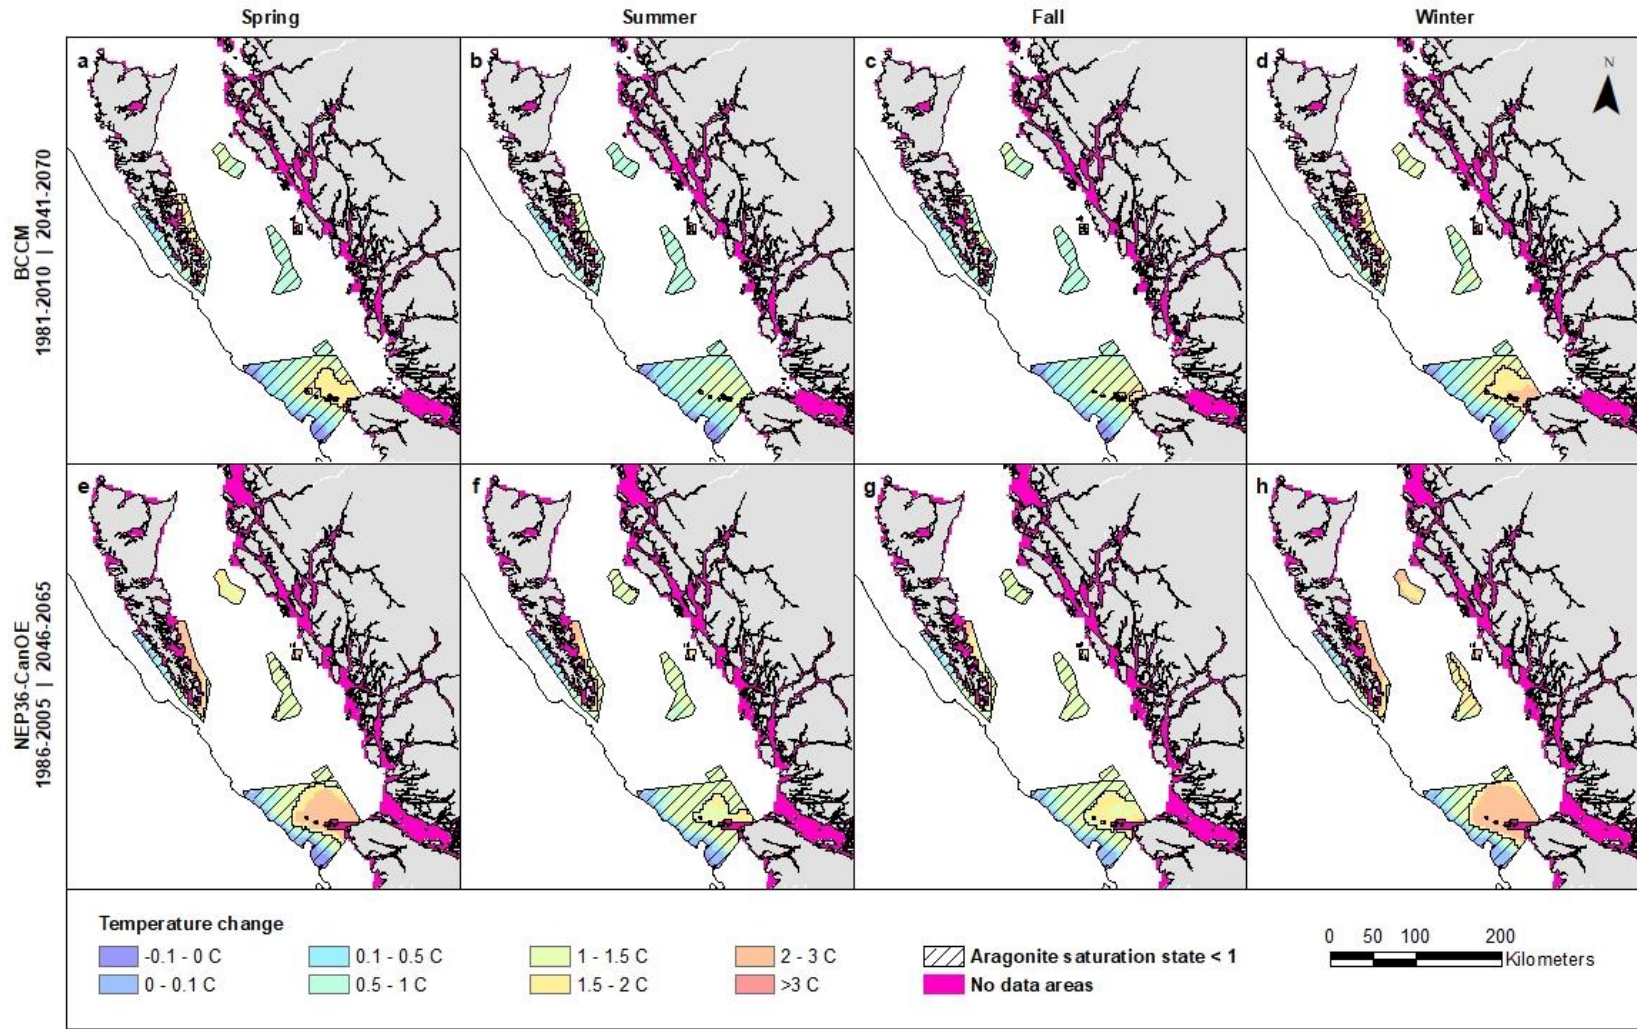 Spring Summer Fall Winter
a b c d
N
BCCM
1981-2010 | 2041-2070
e f g h
NEP36-CanOE
1986-2005 | 2046-2065
Temperature change
-0.1 - 0 C 0.1 - 0.5 C 1 - 1.5 C 2 - 3 C Aragonite saturation state < 1
0 - 0.1 C 0.5 - 1 C 1.5 - 2 C >3 C No data areas
0 50 100 200
Kilometers